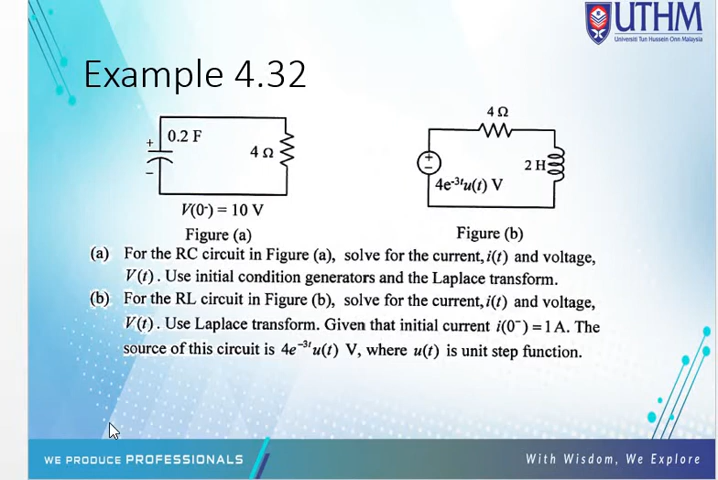 UTHM
Universiti Tun Hussein Onn Malaysia
Example 4.32
+
0.2 F
4 Ω
−
V(0⁻) = 10 V
Figure (a)
4 Ω
+
−
2 H
4e⁻³ᵗu(t) V
Figure (b)
(a) For the RC circuit in Figure (a), solve for the current, i(t) and voltage,
V(t). Use initial condition generators and the Laplace transform.
(b) For the RL circuit in Figure (b), solve for the current, i(t) and voltage,
V(t). Use Laplace transform. Given that initial current i(0⁻) = 1 A. The
source of this circuit is 4e⁻³ᵗu(t) V, where u(t) is unit step function.
WE PRODUCE PROFESSIONALS
With Wisdom, We Explore